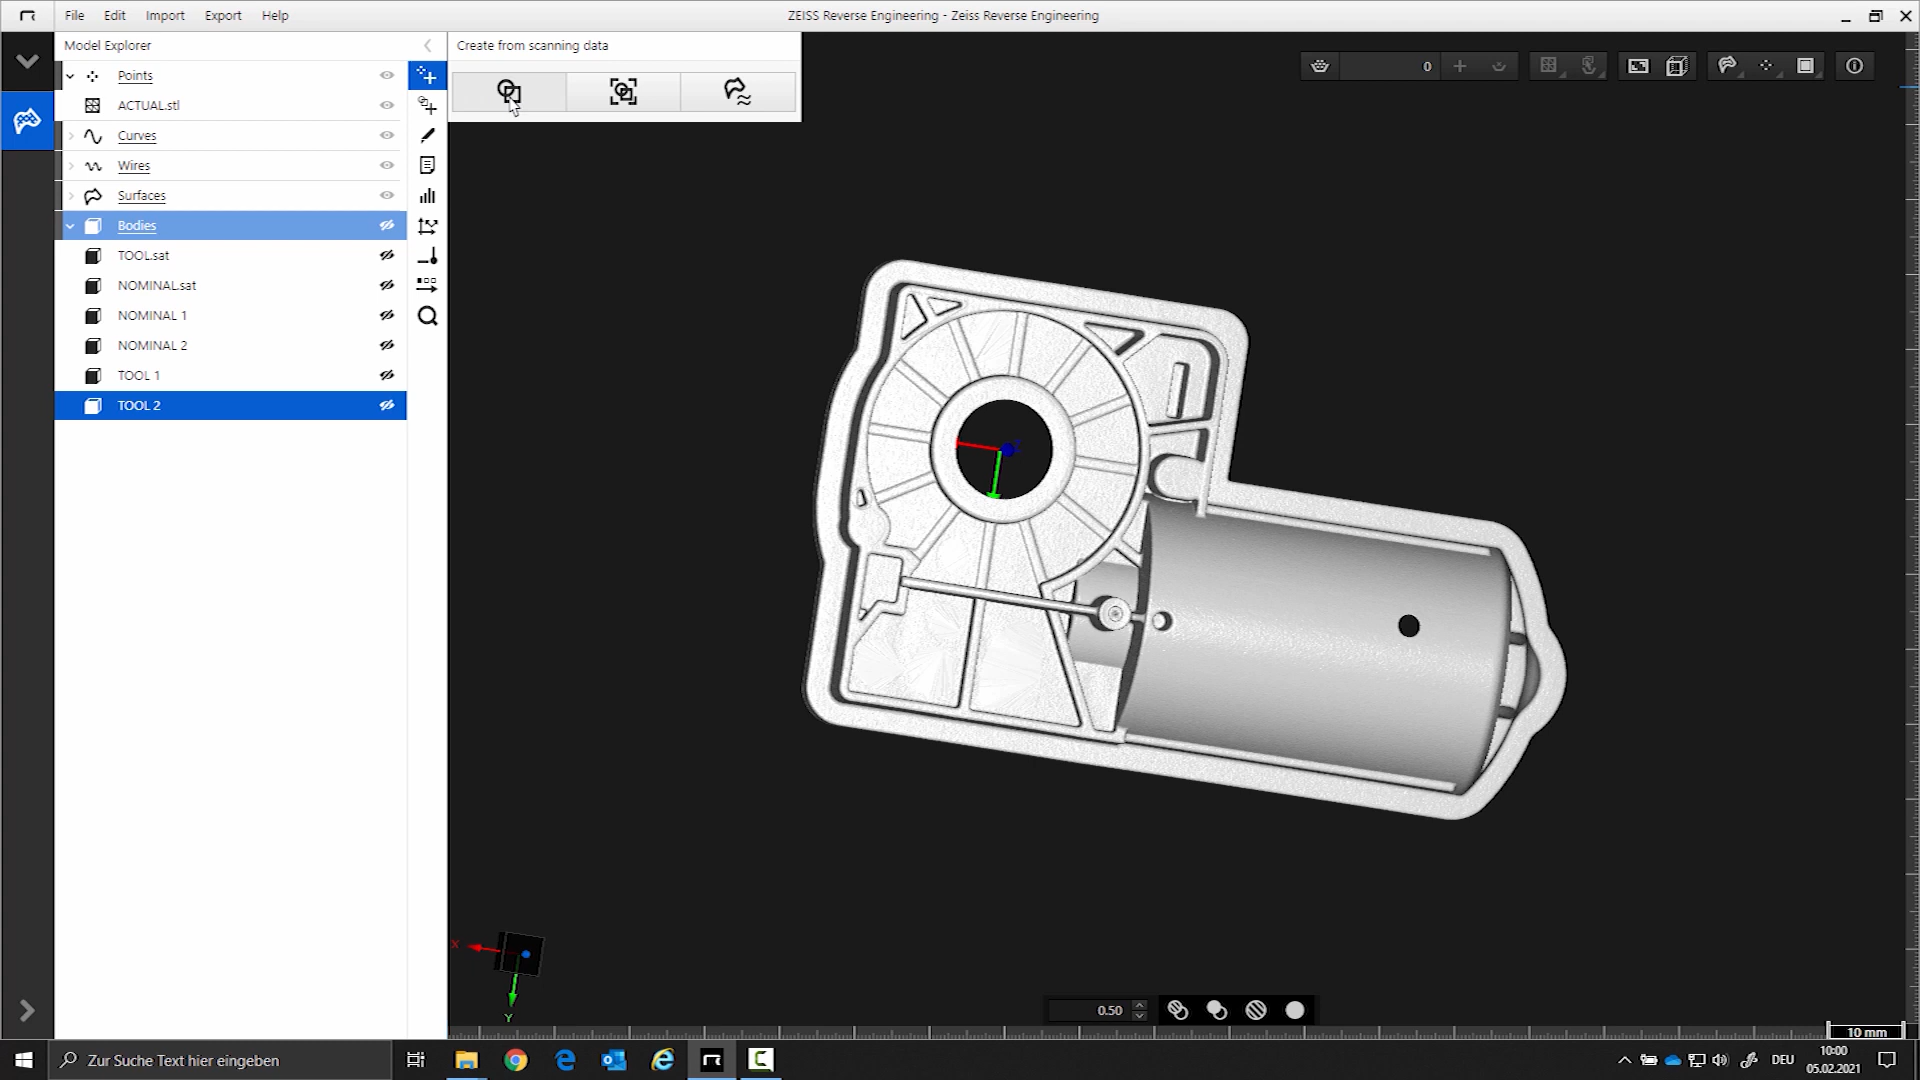 File Edit Import Export Help
ZEISS Reverse Engineering - Zeiss Reverse Engineering
Model Explorer
Create from scanning data
Points
ACTUAL.stl
Curves
Wires
Surfaces
Bodies
TOOL.sat
NOMINAL.sat
NOMINAL 1
NOMINAL 2
TOOL 1
TOOL 2
0
X
Y
0.50
10 mm
Zur Suche Text hier eingeben
DEU
10:00
05.02.2021